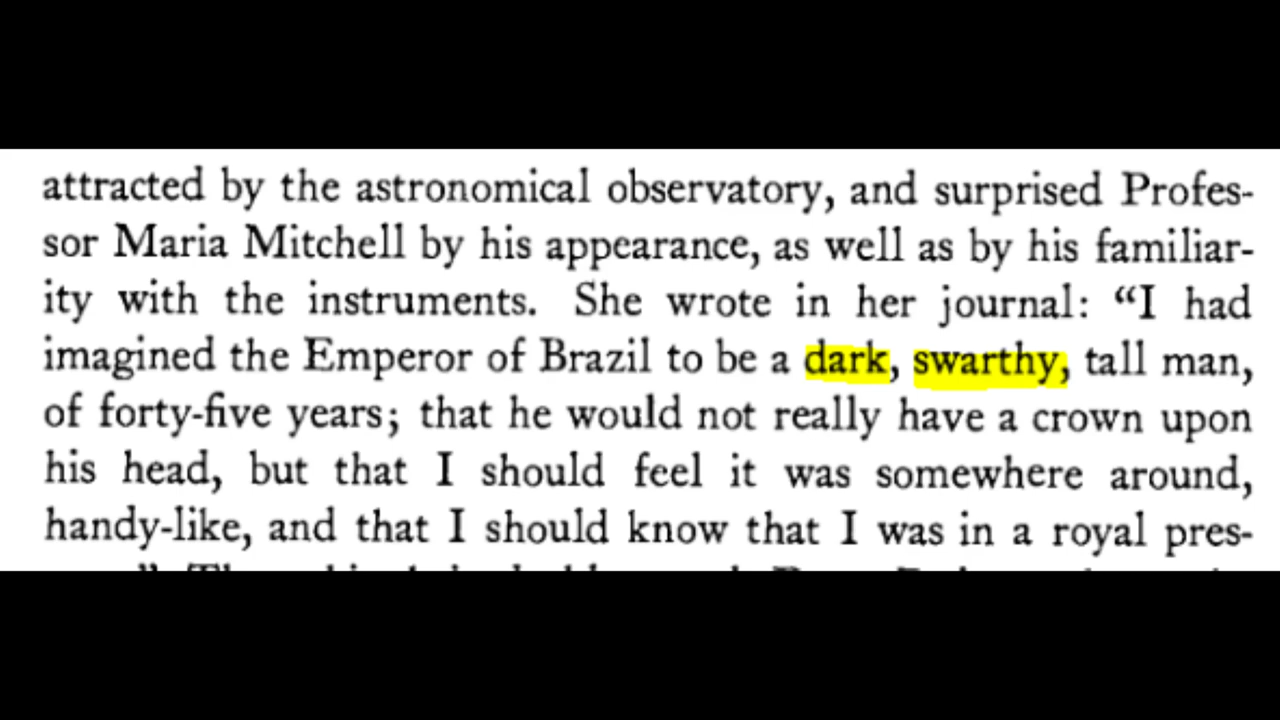 attracted by the astronomical observatory, and surprised Profes-
sor Maria Mitchell by his appearance, as well as by his familiar-
ity with the instruments. She wrote in her journal: “I had
imagined the Emperor of Brazil to be a dark, swarthy, tall man,
of forty-five years; that he would not really have a crown upon
his head, but that I should feel it was somewhere around,
handy-like, and that I should know that I was in a royal pres-